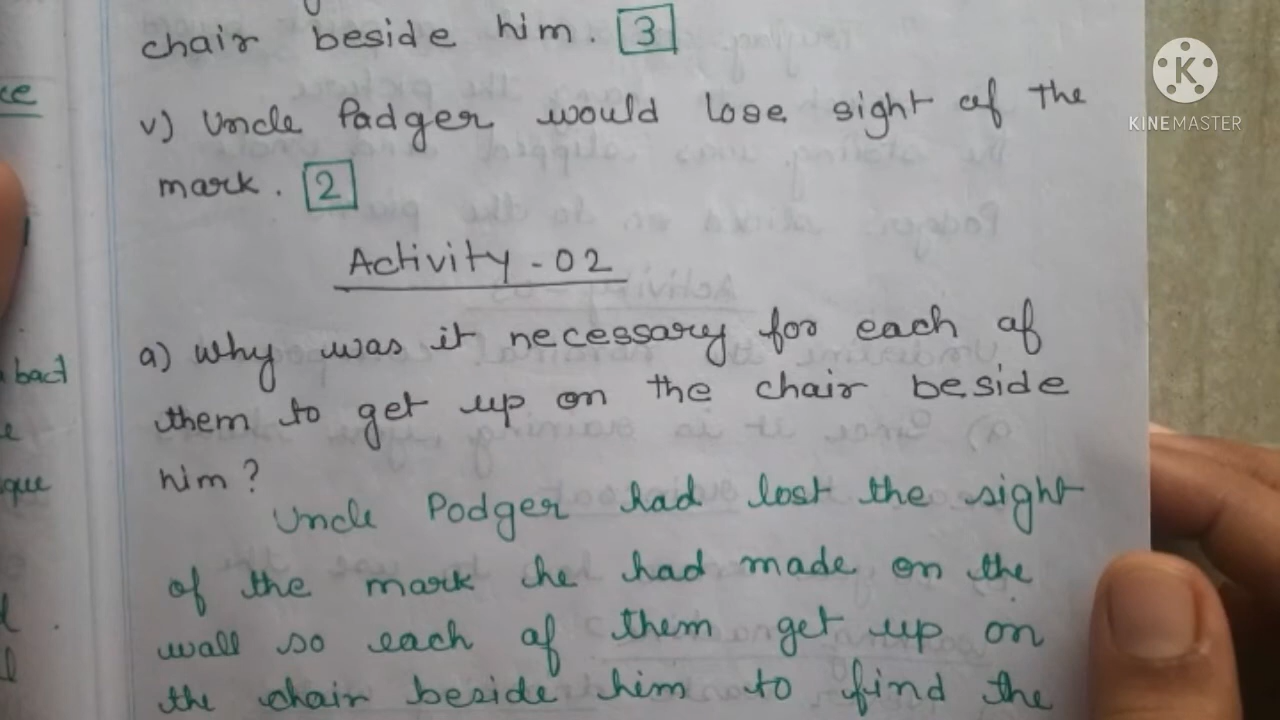 chair beside him. 3
v) Uncle Padger would lose sight of the
mark. 2
Activity - 02
a) Why was it necessary for each of
them to get up on the chair beside
him?
Uncle Podger had lost the sight
of the mark he had made on the
wall so each of them get up on
the chair beside him to find the
K
KINEMASTER
bact
que